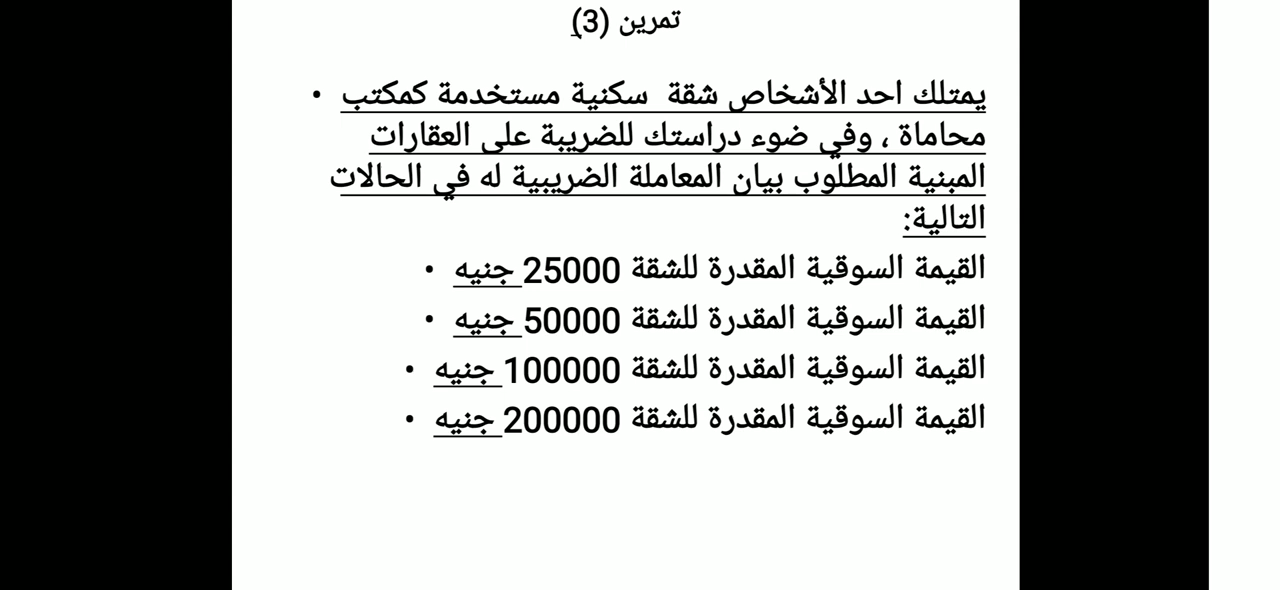 تمرين (3)
يمتلك احد الأشخاص شقة سكنية مستخدمة كمكتب •
محاماة ، وفي ضوء دراستك للضريبة على العقارات
المبنية المطلوب بيان المعاملة الضريبية له في الحالات
التالية:
القيمة السوقية المقدرة للشقة 25000 جنيه •
القيمة السوقية المقدرة للشقة 50000 جنيه •
القيمة السوقية المقدرة للشقة 100000 جنيه •
القيمة السوقية المقدرة للشقة 200000 جنيه •